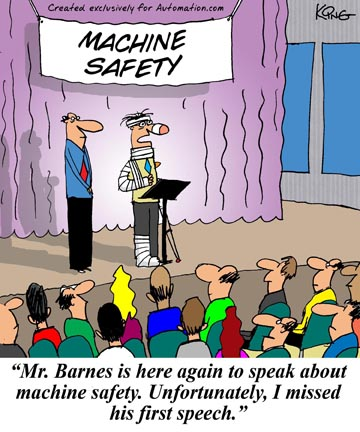 Created exclusively for Automation.com
KING
MACHINE
SAFETY
“Mr. Barnes is here again to speak about
machine safety. Unfortunately, I missed
his first speech.”